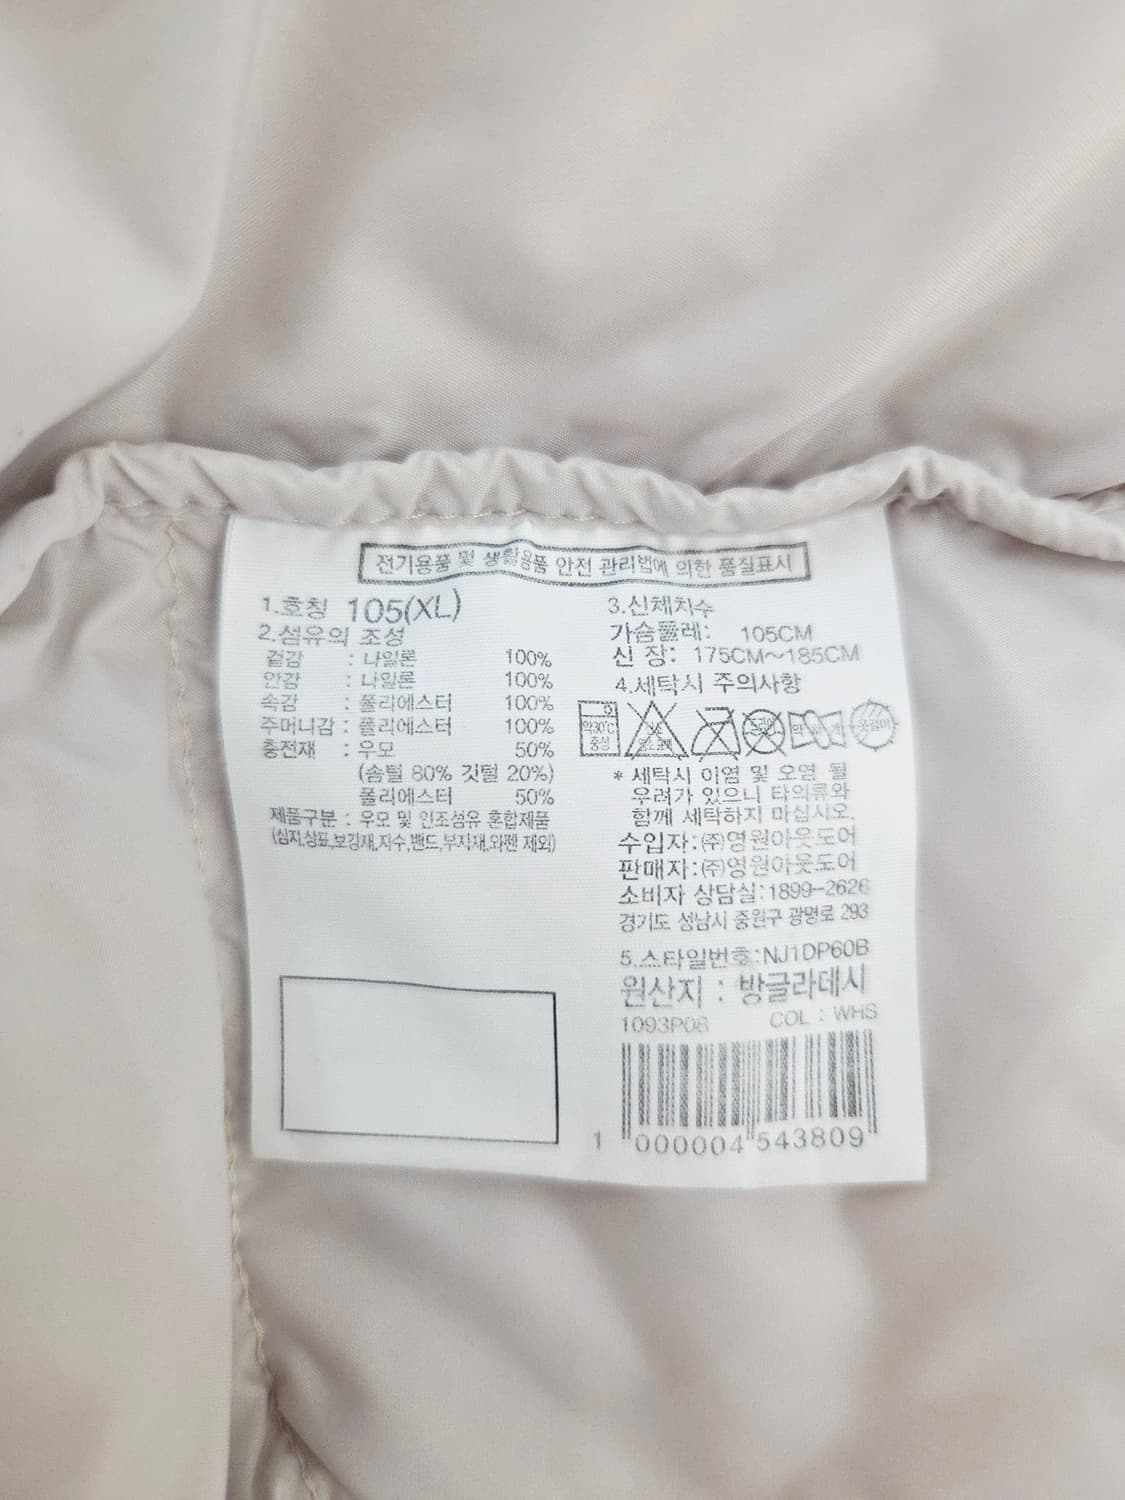 전기용품 및 생활용품 안전 관리법에 의한 품질표시
1.호칭 105(XL)
2.섬유의 조성
겉감 : 나일론 100%
안감 : 나일론 100%
속감 : 폴리에스터 100%
주머니감 : 폴리에스터 100%
충전재 : 우모 50%
(솜털 80% 깃털 20%)
폴리에스터 50%
제품구분 : 우모 및 인조섬유 혼합제품
(심지,상표,보강재,자수,밴드,부자재,와펜 제외)
3.신체치수
가슴둘레: 105CM
신 장: 175CM~185CM
4.세탁시 주의사항
약30°C
중성
옷걸이
* 세탁시 이염 및 오염 될
우려가 있으니 타의류와
함께 세탁하지 마십시오.
수입자:㈜영원아웃도어
판매자:㈜영원아웃도어
소비자 상담실:1899-2626
경기도 성남시 중원구 광명로 293
5.스타일번호:NJ1DP60B
원산지 : 방글라데시
1093P08 COL : WHS
1 000004 543809